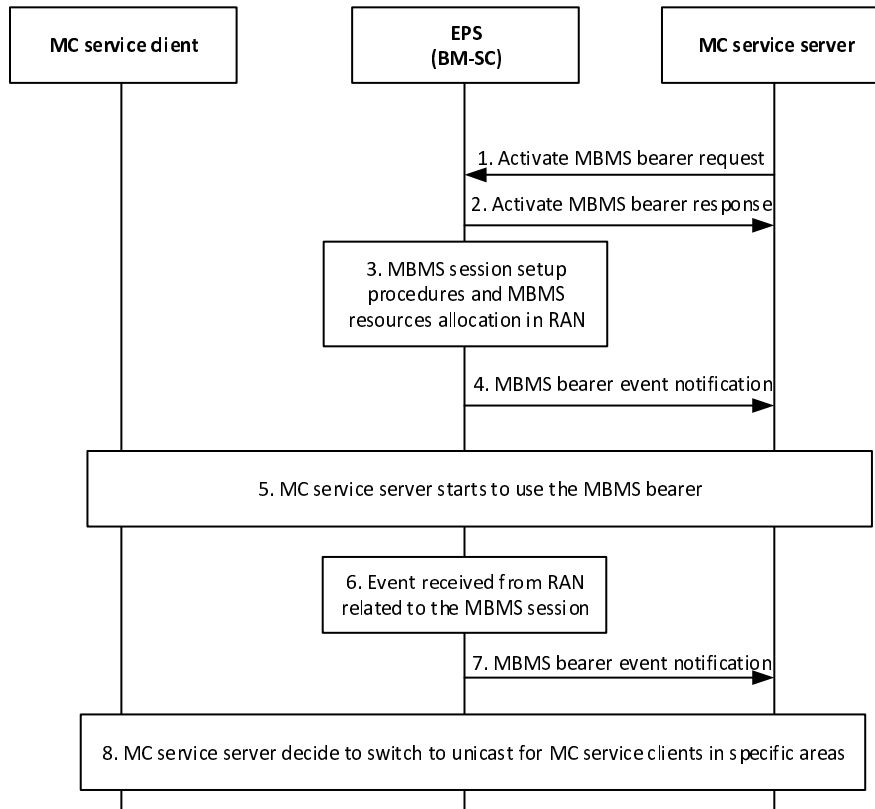 MC service client
EPS
(BM-SC)
MC service server
1. Activate MBMS bearer request
2. Activate MBMS bearer response
3. MBMS session setup
procedures and MBMS
resources allocation in RAN
4. MBMS bearer event notification
5. MC service server starts to use the MBMS bearer
6. Event received from RAN
related to the MBMS session
7. MBMS bearer event notification
8. MC service server decide to switch to unicast for MC service clients in specific areas